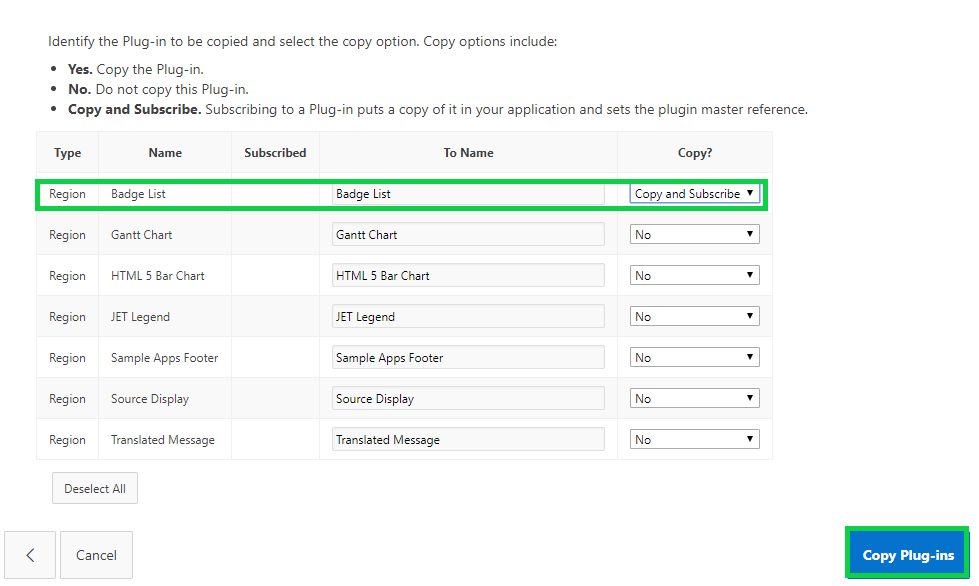 Identify the Plug-in to be copied and select the copy option. Copy options include:
• Yes. Copy the Plug-in.
• No. Do not copy this Plug-in.
• Copy and Subscribe. Subscribing to a Plug-in puts a copy of it in your application and sets the plugin master reference.
Type Name Subscribed To Name Copy?
Region Badge List Badge List Copy and Subscribe
Region Gantt Chart Gantt Chart No
Region HTML 5 Bar Chart HTML 5 Bar Chart No
Region JET Legend JET Legend No
Region Sample Apps Footer Sample Apps Footer No
Region Source Display Source Display No
Region Translated Message Translated Message No
Deselect All
Cancel Copy Plug-ins